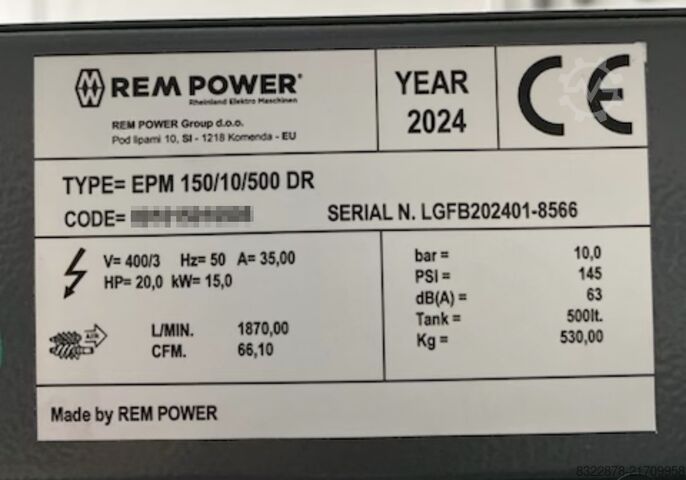 REM POWER®
Rheinland Elektro Maschinen
REM POWER Group d.o.o.
Pod lipami 10, SI - 1218 Komenda - EU
YEAR
2024
CE
TYPE= EPM 150/10/500 DR
CODE=
SERIAL N. LGFB202401-8566
V= 400/3 Hz= 50 A= 35,00
HP= 20,0 kW= 15,0
L/MIN. 1870,00
CFM. 66,10
bar = 10,0
PSI = 145
dB(A) = 63
Tank = 500lt.
Kg = 530,00
Made by REM POWER
8322878-21709958